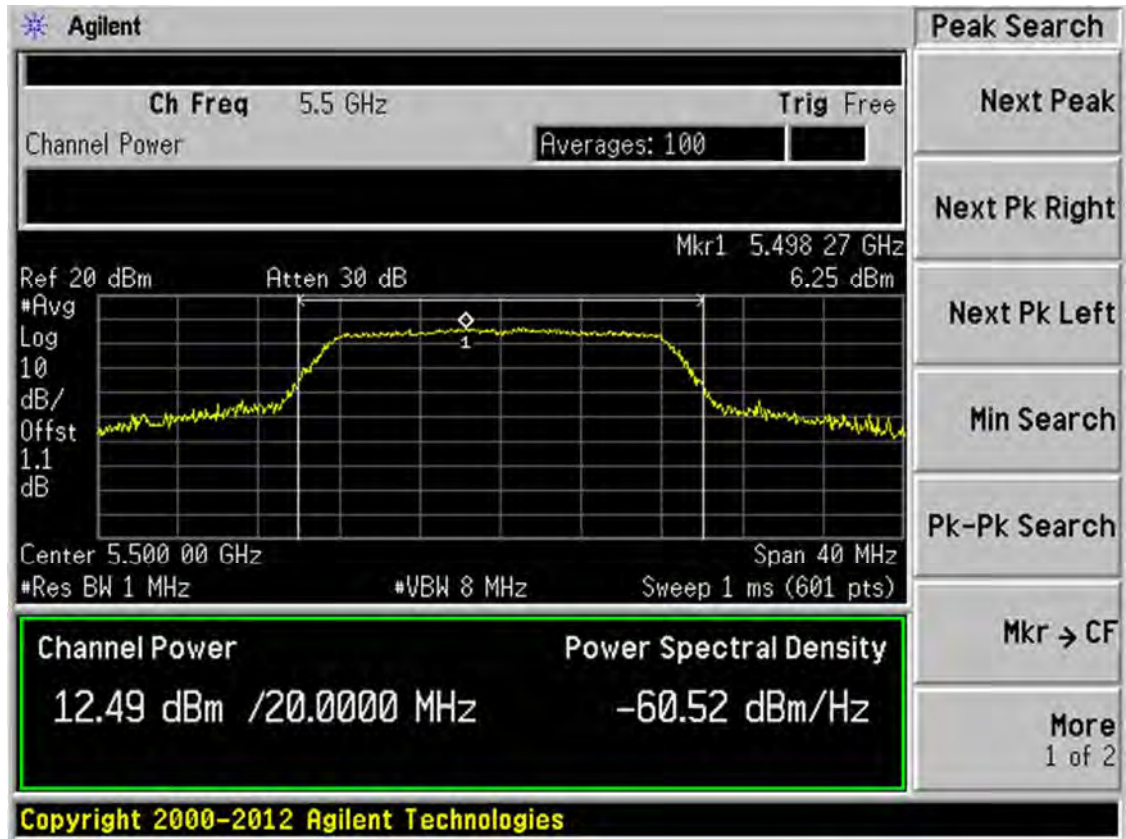 Agilent
Peak Search
Ch Freq 5.5 GHz Trig Free
Channel Power Averages: 100
Mkr1 5.498 27 GHz
Ref 20 dBm Atten 30 dB 6.25 dBm
#Avg
Log
10
dB/
Offst
1.1
dB
1
Center 5.500 00 GHz Span 40 MHz
#Res BW 1 MHz #VBW 8 MHz Sweep 1 ms (601 pts)
Channel Power Power Spectral Density
12.49 dBm /20.0000 MHz -60.52 dBm/Hz
Copyright 2000-2012 Agilent Technologies
Next Peak
Next Pk Right
Next Pk Left
Min Search
Pk-Pk Search
Mkr → CF
More
1 of 2